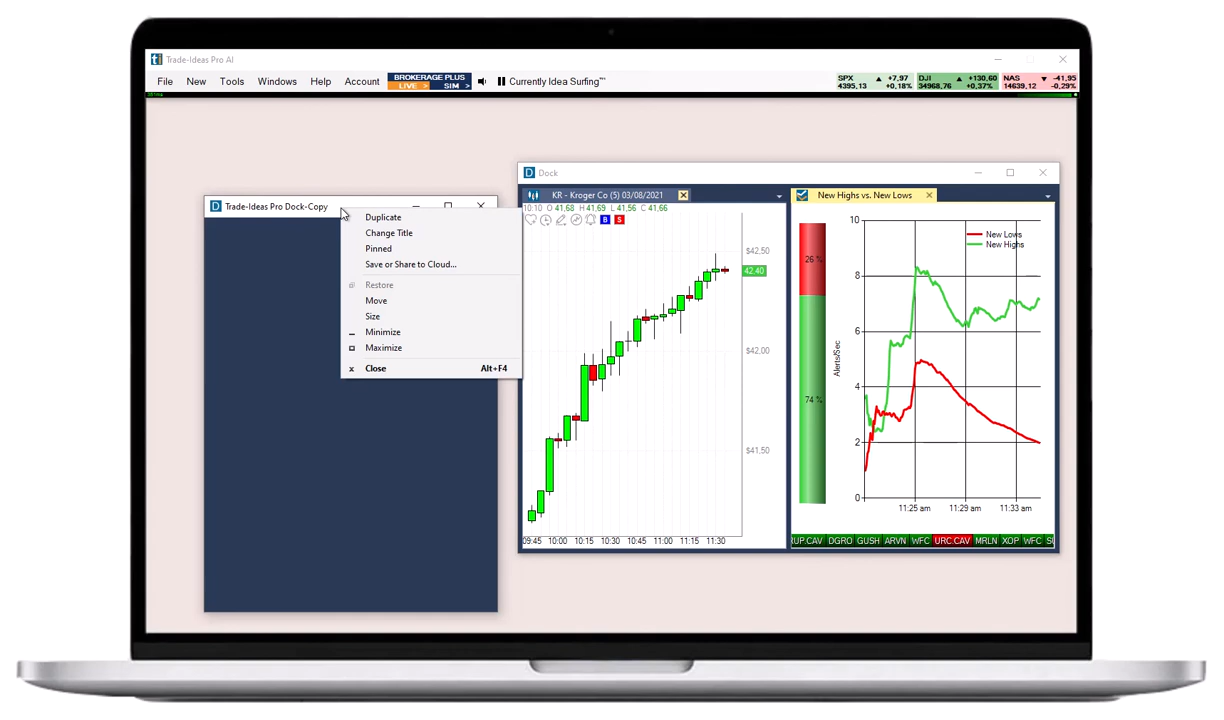 Trade-Ideas Pro AI
File New Tools Windows Help Account
BROKERAGE PLUS
LIVE > SIM >
Currently Idea Surfing™
SPX ▲ +7,97
4395,13 +0,18%
DJI ▲ +130,60
34968,76 +0,37%
NAS ▼ -41,95
14639,12 -0,29%
Trade-Ideas Pro Dock-Copy
Duplicate
Change Title
Pinned
Save or Share to Cloud...
Restore
Move
Size
Minimize
Maximize
x Close Alt+F4
D Dock
KR - Kroger Co (5) 03/08/2021
10:10 O 41,68 H 41,69 L 41,56 C 41,66
B S
$42.50
42.40
$42.00
$41.50
09:45 10:00 10:15 10:30 10:45 11:00 11:15 11:30
New Highs vs. New Lows
26 %
74 %
Alerts/Sec
10
8
6
4
2
0
New Lows
New Highs
11:25 am 11:29 am 11:33 am
RUP.CAV DGRO GUSH ARVN WFC URC.CAV MRLN XOP WFC